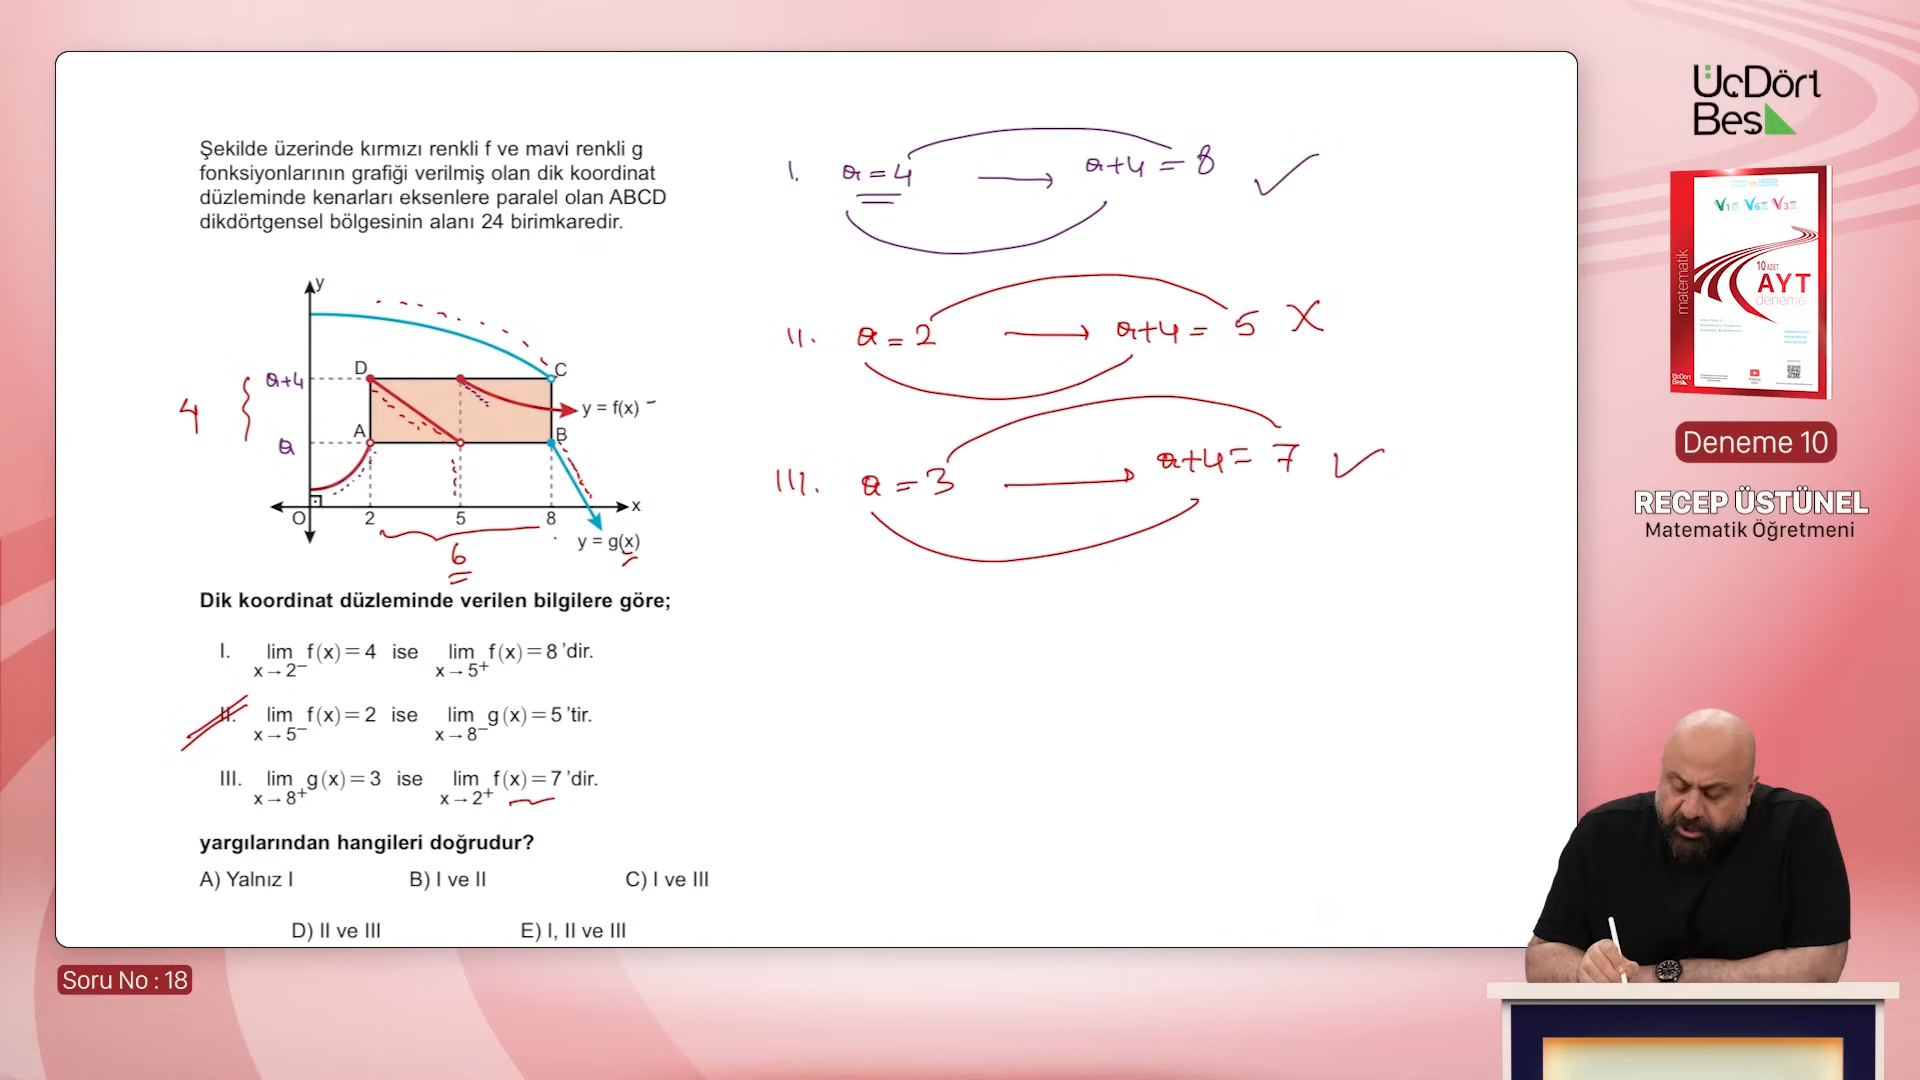 Şekilde üzerinde kırmızı renkli f ve mavi renkli g
fonksiyonlarının grafiği verilmiş olan dik koordinat
düzleminde kenarları eksenlere paralel olan ABCD
dikdörtgensel bölgesinin alanı 24 birimkaredir.
y
D
C
a+4
4
y = f(x)
A
B
a
O
2
5
8
x
y = g(x)
6
Dik koordinat düzleminde verilen bilgilere göre;
I. lim x→2⁻ f(x) = 4 ise lim x→5⁺ f(x) = 8 'dir.
II. lim x→5⁻ f(x) = 2 ise lim x→8⁻ g(x) = 5 'tir.
III. lim x→8⁺ g(x) = 3 ise lim x→2⁺ f(x) = 7 'dir.
yargılarından hangileri doğrudur?
A) Yalnız I B) I ve II C) I ve III
D) II ve III E) I, II ve III
I. a = 4 → a+4 = 8 ✓
II. a = 2 → a+4 = 5 X
III. a = 3 → a+4 = 7 ✓
Soru No : 18
ÜçDört
Beş
matematik
10 ADET
AYT
deneme
Deneme 10
RECEP ÜSTÜNEL
Matematik Öğretmeni